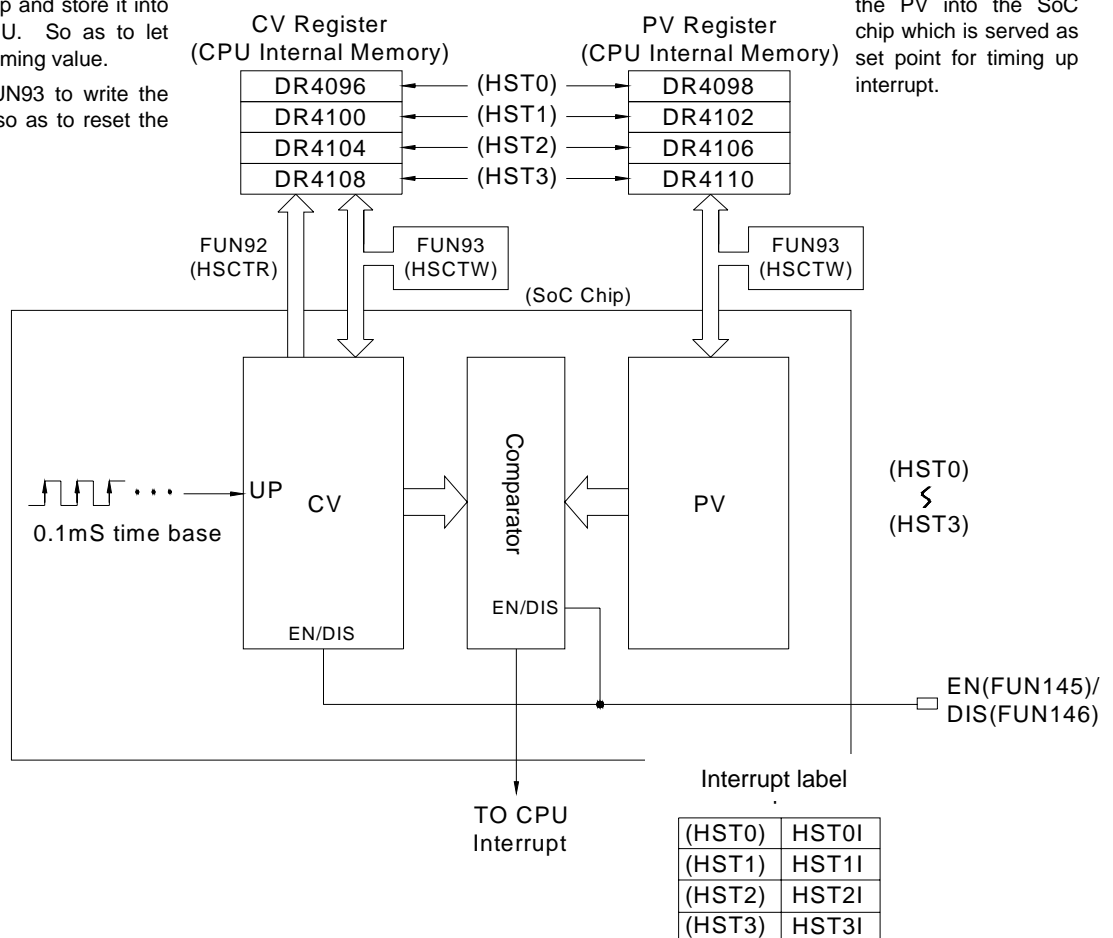 p and store it into
U. So as to let
ming value.
UN93 to write the
so as to reset the
the PV into the SoC
chip which is served as
set point for timing up
interrupt.
CV Register
(CPU Internal Memory)
PV Register
(CPU Internal Memory)
DR4096 (HST0) DR4098
DR4100 (HST1) DR4102
DR4104 (HST2) DR4106
DR4108 (HST3) DR4110
FUN92
(HSCTR)
FUN93
(HSCTW)
FUN93
(HSCTW)
(SoC Chip)
UP
CV
Comparator
PV
0.1mS time base
EN/DIS
EN/DIS
(HST0)
(HST3)
EN(FUN145)/
DIS(FUN146)
TO CPU
Interrupt
Interrupt label
(HST0) HST0I
(HST1) HST1I
(HST2) HST2I
(HST3) HST3I